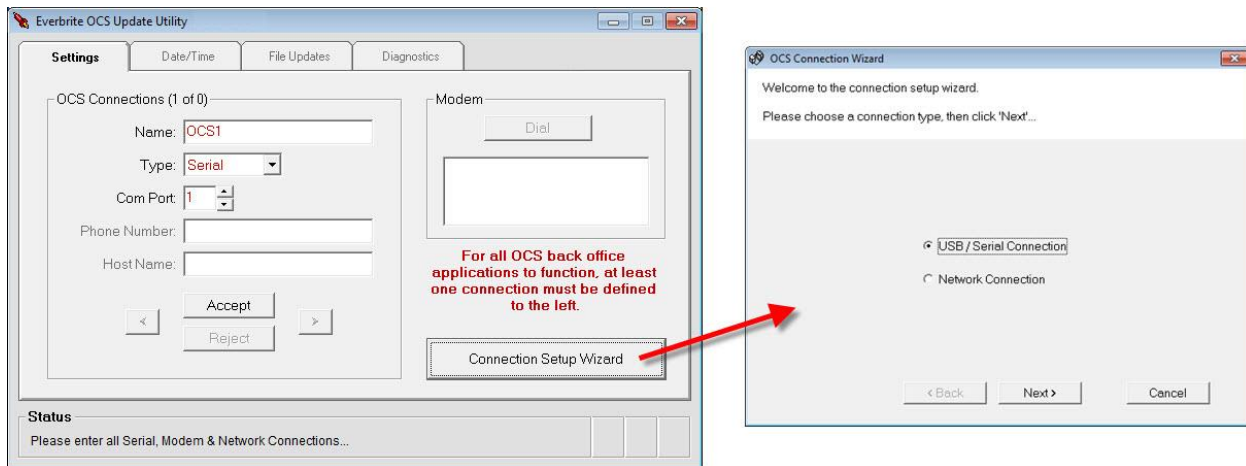 Everbrite OCS Update Utility
Settings
Date/Time
File Updates
Diagnostics
OCS Connections (1 of 0)
Name: OCS1
Type: Serial
Com Port: 1
Phone Number:
Host Name:
<
Accept
>
Reject
Modem
Dial
For all OCS back office
applications to function, at least
one connection must be defined
to the left.
Connection Setup Wizard
Status
Please enter all Serial, Modem & Network Connections...
OCS Connection Wizard
Welcome to the connection setup wizard.
Please choose a connection type, then click 'Next'...
USB / Serial Connection
Network Connection
< Back
Next >
Cancel